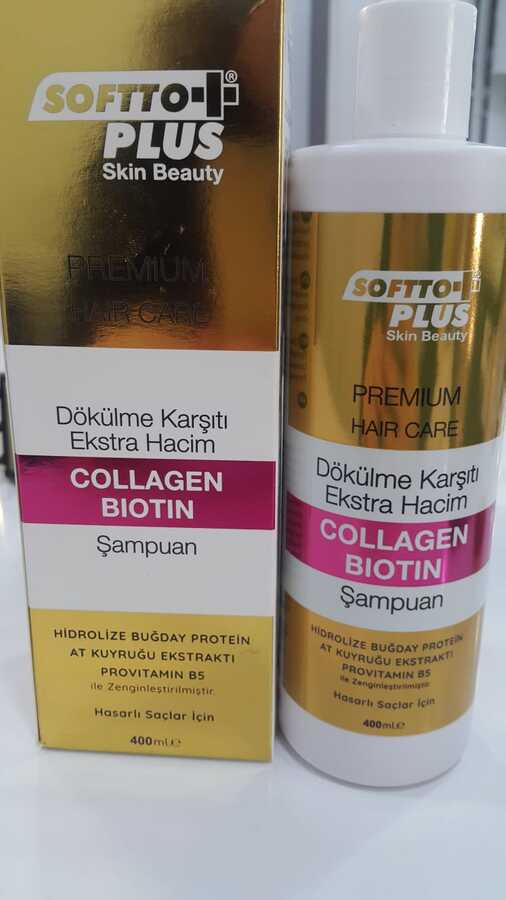 SOFTTO+®
PLUS
Skin Beauty
PREMIUM
HAIR CARE
Dökülme Karşıtı
Ekstra Hacim
COLLAGEN
BIOTIN
Şampuan
HİDROLİZE BUĞDAY PROTEİN
AT KUYRUĞU EKSTRAKTI
PROVITAMIN B5
ile Zenginleştirilmiştir.
Hasarlı Saçlar İçin
400ml.e
SOFTTO+®
PLUS
Skin Beauty
PREMIUM
HAIR CARE
Dökülme Karşıtı
Ekstra Hacim
COLLAGEN
BIOTIN
Şampuan
HİDROLİZE BUĞDAY PROTEİN
AT KUYRUĞU EKSTRAKTI
PROVITAMIN B5
ile Zenginleştirilmiştir.
Hasarlı Saçlar İçin
400ml.e